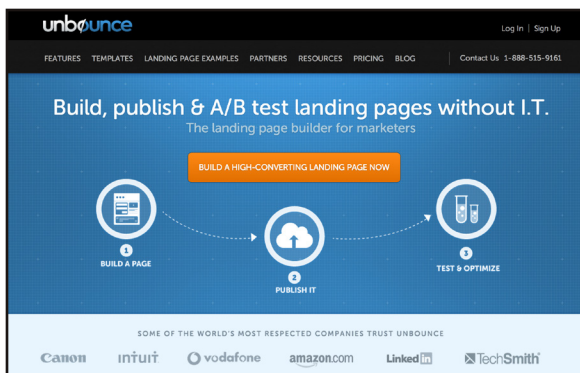 unbounce
Log In | Sign Up
FEATURES TEMPLATES LANDING PAGE EXAMPLES PARTNERS RESOURCES PRICING BLOG Contact Us 1-888-515-9161
Build, publish & A/B test landing pages without I.T.
The landing page builder for marketers
BUILD A HIGH-CONVERTING LANDING PAGE NOW
1
BUILD A PAGE
2
PUBLISH IT
3
TEST & OPTIMIZE
SOME OF THE WORLD'S MOST RESPECTED COMPANIES TRUST UNBOUNCE
Canon intuit vodafone amazon.com Linked in TechSmith